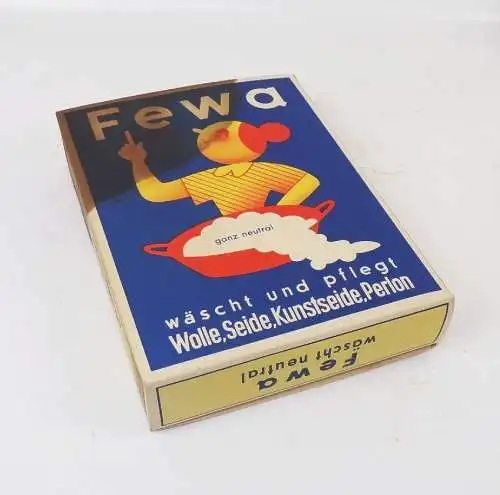 Fewa
ganz neutral
wäscht und pflegt
Wolle, Seide, Kunstseide, Perlon
Fewa
wäscht neutral